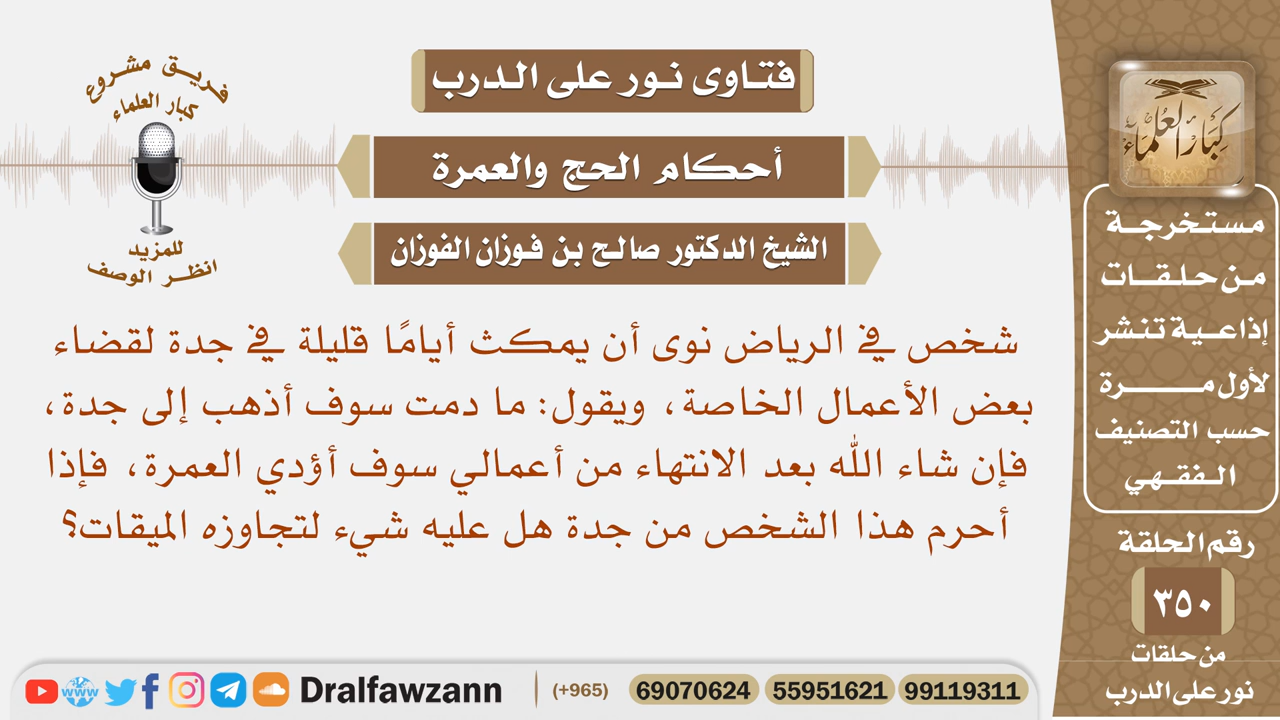 فتاوى نور على الدرب
أحكام الحج والعمرة
الشيخ الدكتور صالح بن فوزان الفوزان
فريق مشروع
كبار العلماء
للمزيد
انظر الوصف
شخص في الرياض نوى أن يمكث أيامًا قليلة في جدة لقضاء
بعض الأعمال الخاصة، ويقول: ما دمت سوف أذهب إلى جدة،
فإن شاء الله بعد الانتهاء من أعمالي سوف أؤدي العمرة، فإذا
أحرم هذا الشخص من جدة هل عليه شيء لتجاوزه الميقات؟
كبار العلماء
مستخرجة
من حلقات
إذاعية تنشر
لأول مرة
حسب التصنيف
الفقهي
رقم الحلقة
٣٥٠
من حلقات
نور على الدرب
www Dralfawzann (+965) 69070624 55951621 99119311